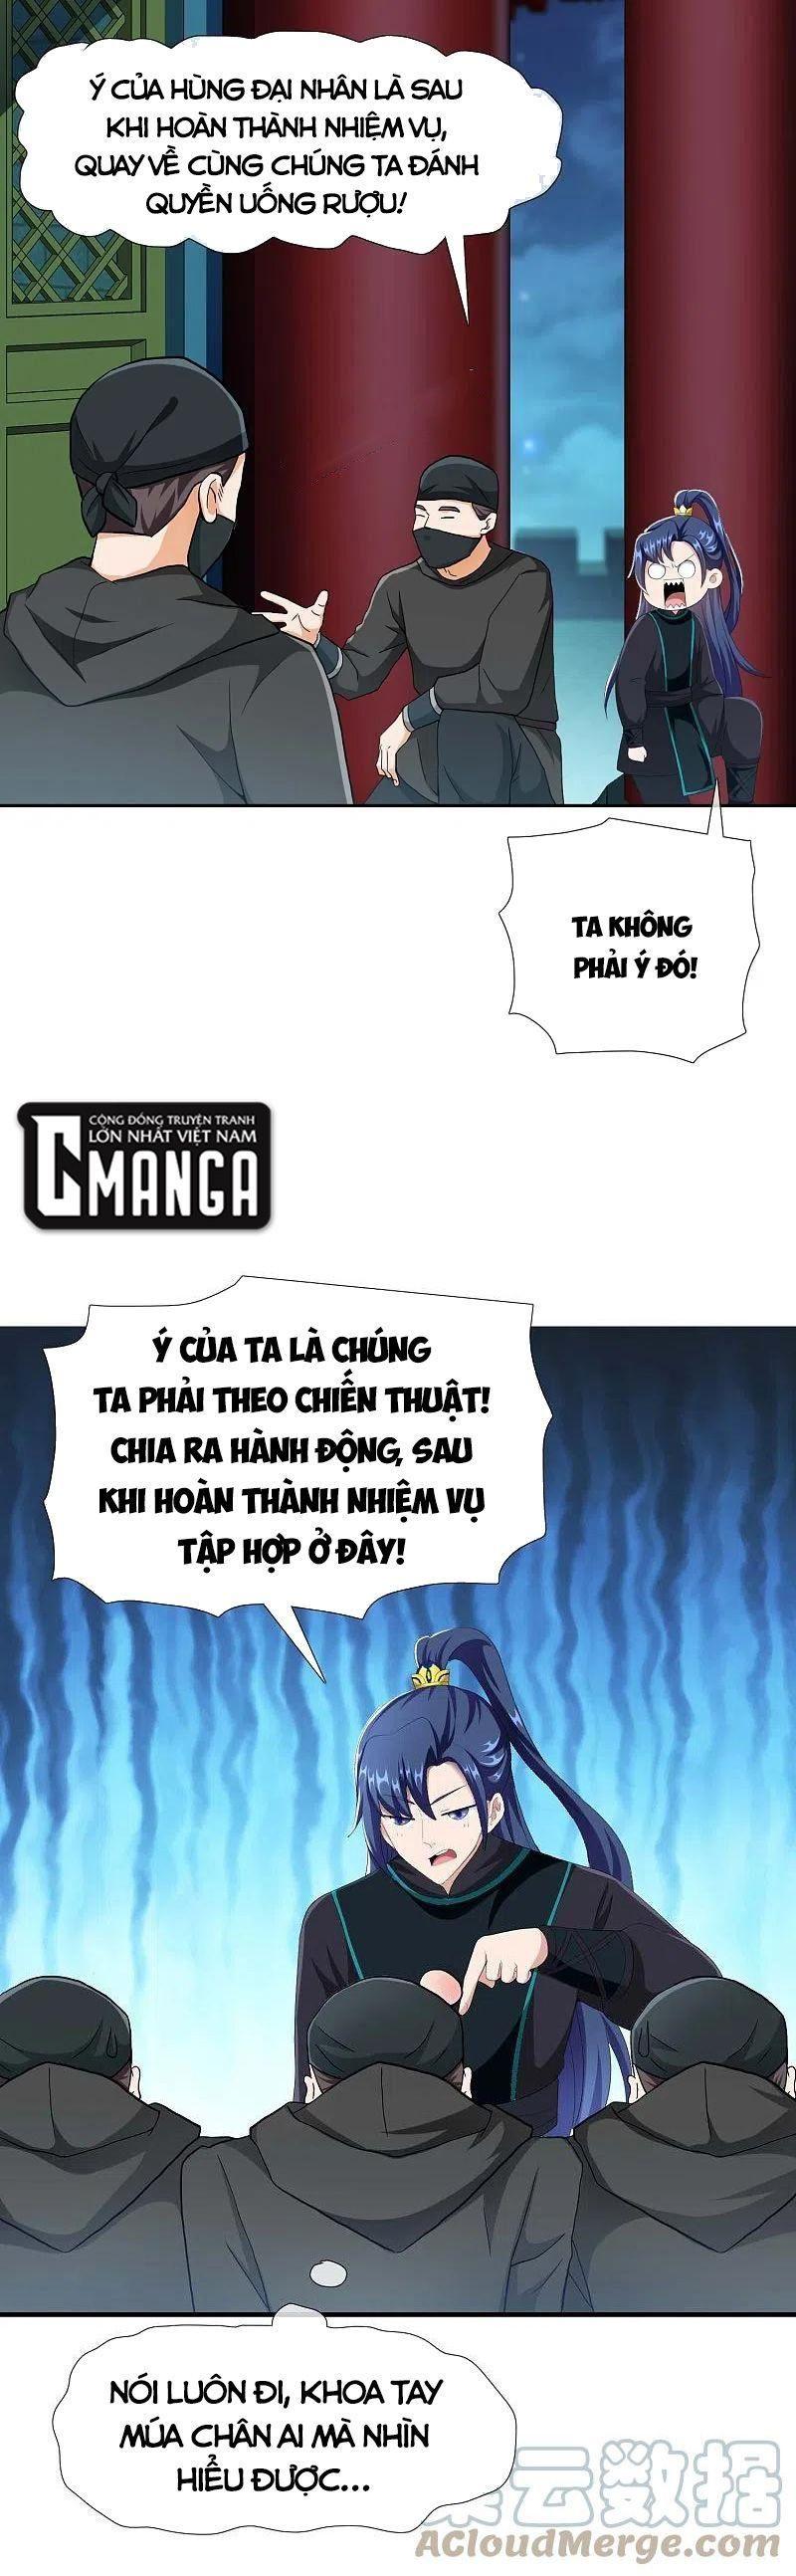 Ý CỦA HÙNG ĐẠI NHÂN LÀ SAU
KHI HOÀN THÀNH NHIỆM VỤ,
QUAY VỀ CÙNG CHÚNG TA ĐÁNH
QUYỀN UỐNG RƯỢU!
TA KHÔNG
PHẢI Ý ĐÓ!
CỘNG ĐỒNG TRUYỆN TRANH
LỚN NHẤT VIỆT NAM
CMANGA
Ý CỦA TA LÀ CHÚNG
TA PHẢI THEO CHIẾN THUẬT!
CHIA RA HÀNH ĐỘNG, SAU
KHI HOÀN THÀNH NHIỆM VỤ
TẬP HỢP Ở ĐÂY!
NÓI LUÔN ĐI, KHOA TAY
MÚA CHÂN AI MÀ NHÌN
HIỂU ĐƯỢC...
云数据
ACloudMerge.com